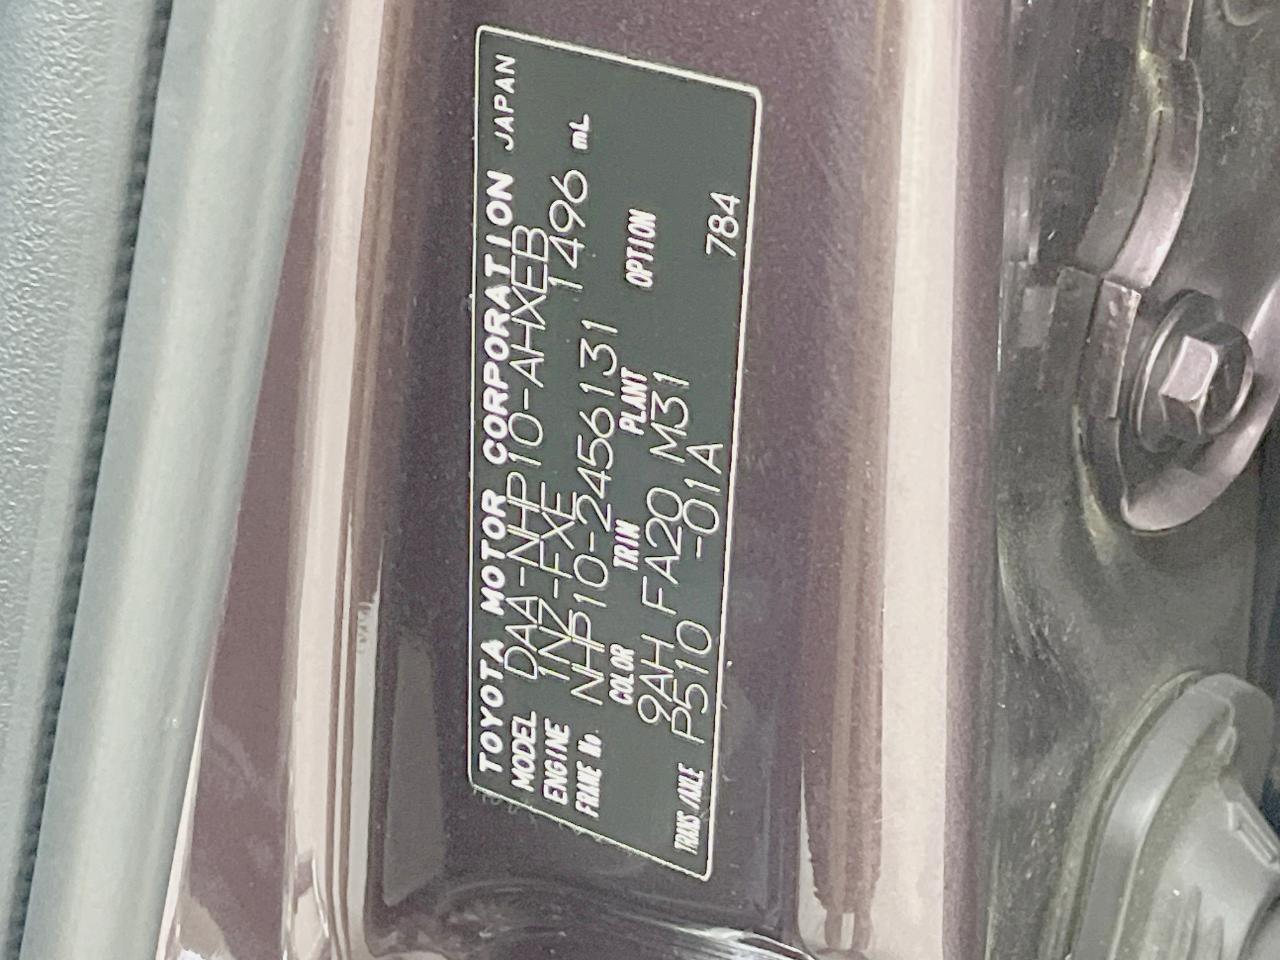 TOYOTA MOTOR CORPORATION JAPAN
MODEL DAA-NHP10-AHXEB
ENGINE 1NZ-FXE 1496 mL
FRAME No. NHP10-2456131
COLOR TRIM PLANT OPTION
9AH FA20 M31
TRANS./AXLE P510 -01A 784